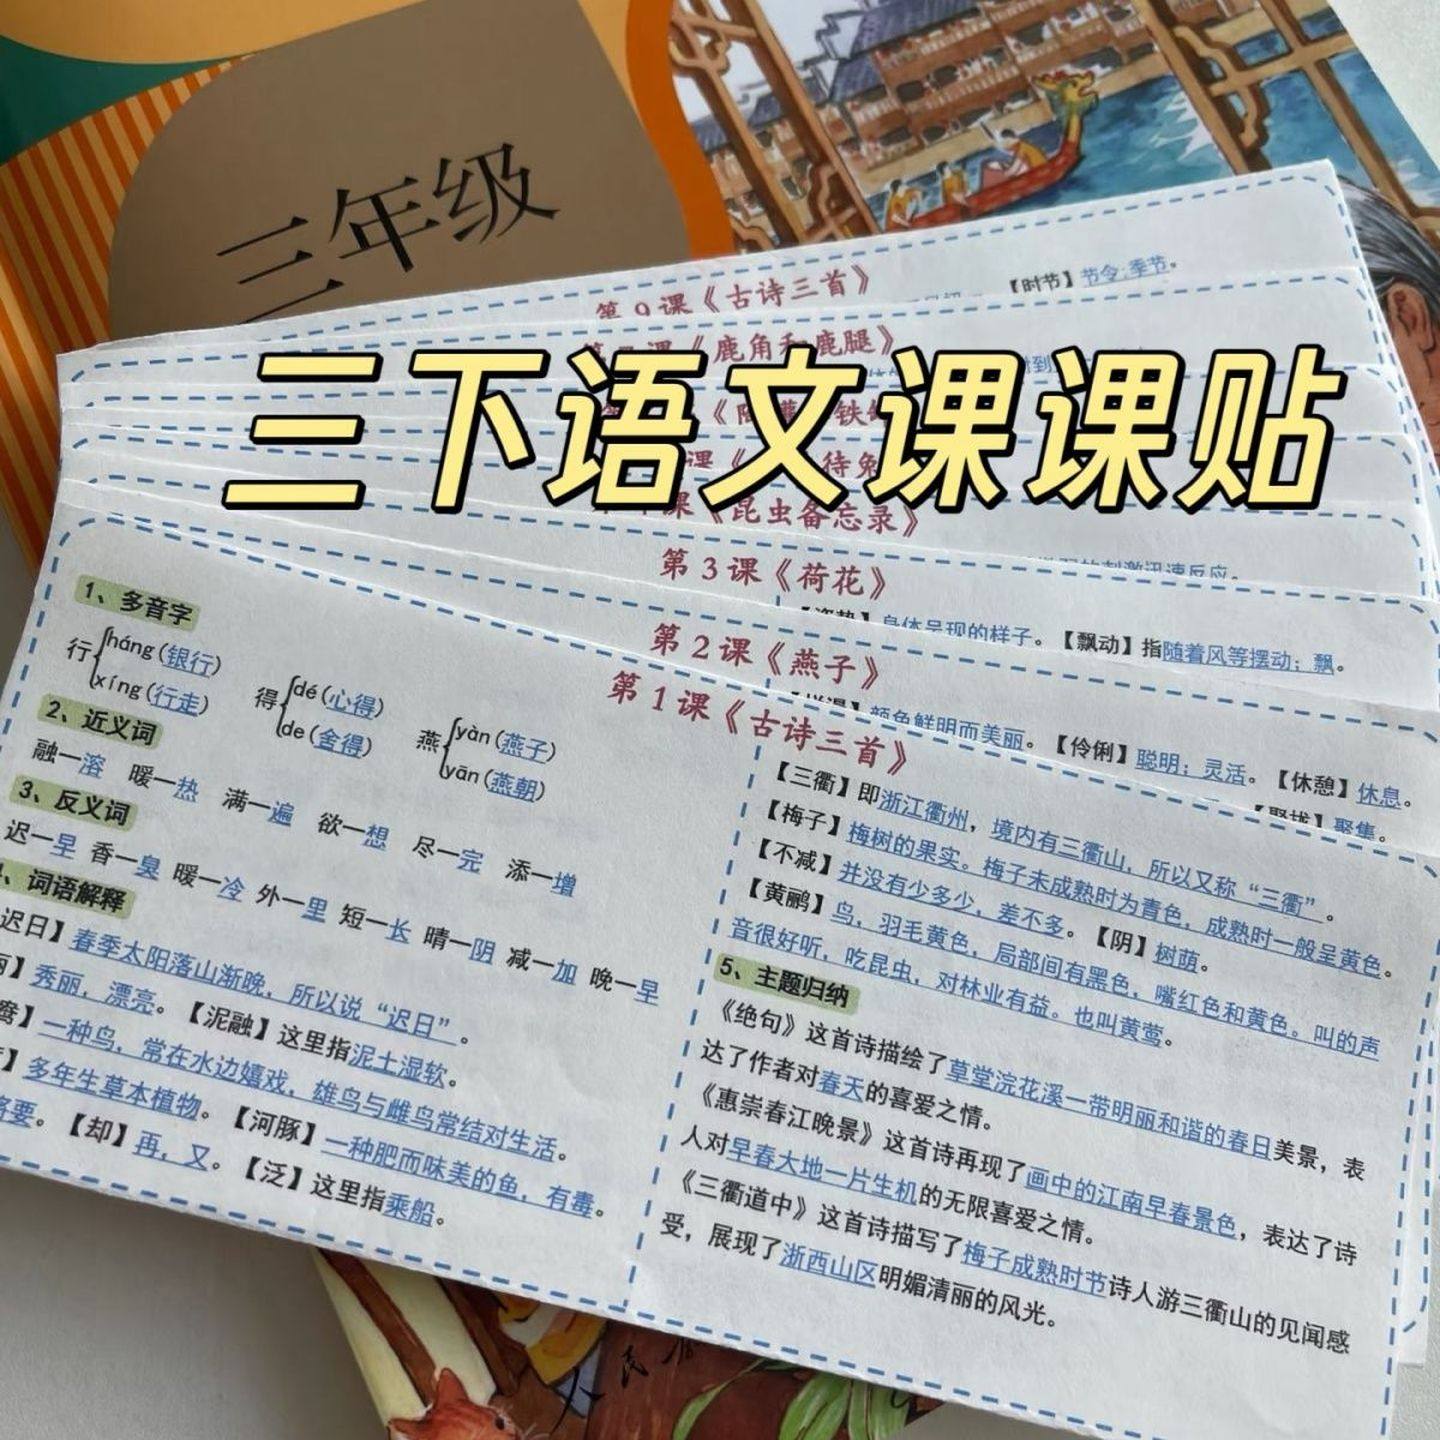 三年级
第9课《古诗三首》
【时节】节令;季节。
课《鹿角和鹿腿》
三下语文课课贴
《昆虫备忘录》
刺激迅速反应。
第3课《荷花》
身体呈现的样子。【飘动】指随着风等摆动;飘。
第2课《燕子》
颜色鲜明而美丽。【伶俐】聪明;灵活。【休憩】休息。
聚集。
第1课《古诗三首》
1、多音字
行 háng(银行) xíng(行走)
得 dé(心得) de(舍得)
燕 yàn(燕子) yān(燕朝)
2、近义词
融—溶 暖—热 满—遍 欲—想 尽—完 添—增
3、反义词
迟—早 香—臭 暖—冷 外—里 短—长 晴—阴 减—加 晚—早
、词语解释
迟日】春季太阳落山渐晚，所以说“迟日”。
】秀丽，漂亮。【泥融】这里指泥土湿软。
】一种鸟，常在水边嬉戏，雄鸟与雌鸟常结对生活。
】多年生草本植物。【河豚】一种肥而味美的鱼，有毒。
将要。【却】再，又。【泛】这里指乘船。
【三衢】即浙江衢州，境内有三衢山，所以又称“三衢”。
【梅子】梅树的果实。梅子未成熟时为青色，成熟时一般呈黄色。
【不减】并没有少多少，差不多。【阴】树荫。
【黄鹂】鸟，羽毛黄色，局部间有黑色，嘴红色和黄色。叫的声
音很好听，吃昆虫，对林业有益。也叫黄莺。
5、主题归纳
《绝句》这首诗描绘了草堂浣花溪一带明丽和谐的春日美景，表
达了作者对春天的喜爱之情。
《惠崇春江晚景》这首诗再现了画中的江南早春景色，表达了诗
人对早春大地一片生机的无限喜爱之情。
《三衢道中》这首诗描写了梅子成熟时节诗人游三衢山的见闻感
受，展现了浙西山区明媚清丽的风光。